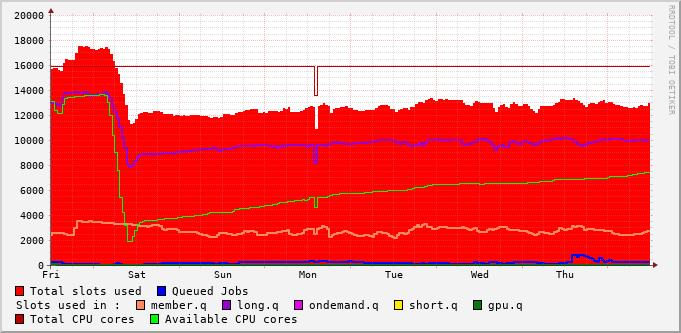 20000
18000
16000
14000
12000
10000
8000
6000
4000
2000
0
Fri Sat Sun Mon Tue Wed Thu
RRDTOOL / TOBI OETIKER
Total slots used Queued Jobs
Slots used in : member.q long.q ondemand.q short.q gpu.q
Total CPU cores Available CPU cores